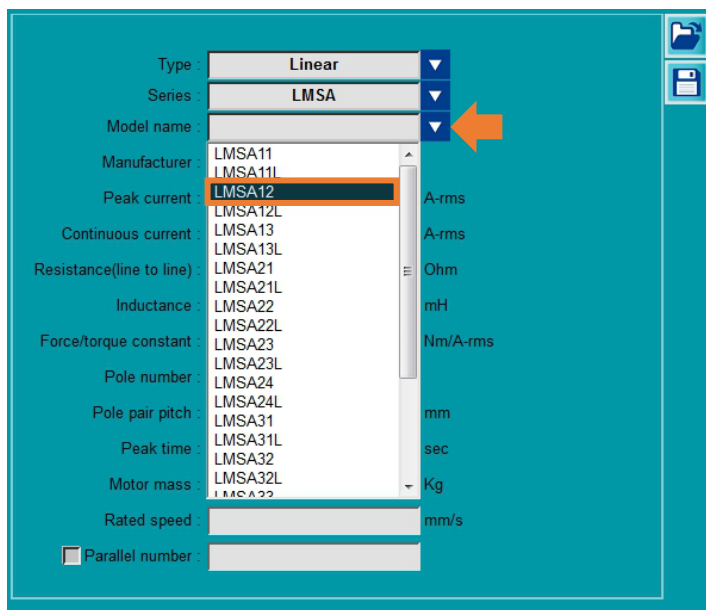 Type : Linear
Series : LMSA
Model name :
Manufacturer :
Peak current : A-rms
Continuous current : A-rms
Resistance(line to line) : Ohm
Inductance : mH
Force/torque constant : Nm/A-rms
Pole number :
Pole pair pitch : mm
Peak time : sec
Motor mass : Kg
Rated speed : mm/s
Parallel number :
LMSA11
LMSA11L
LMSA12
LMSA12L
LMSA13
LMSA13L
LMSA21
LMSA21L
LMSA22
LMSA22L
LMSA23
LMSA23L
LMSA24
LMSA24L
LMSA31
LMSA31L
LMSA32
LMSA32L
LMSA33